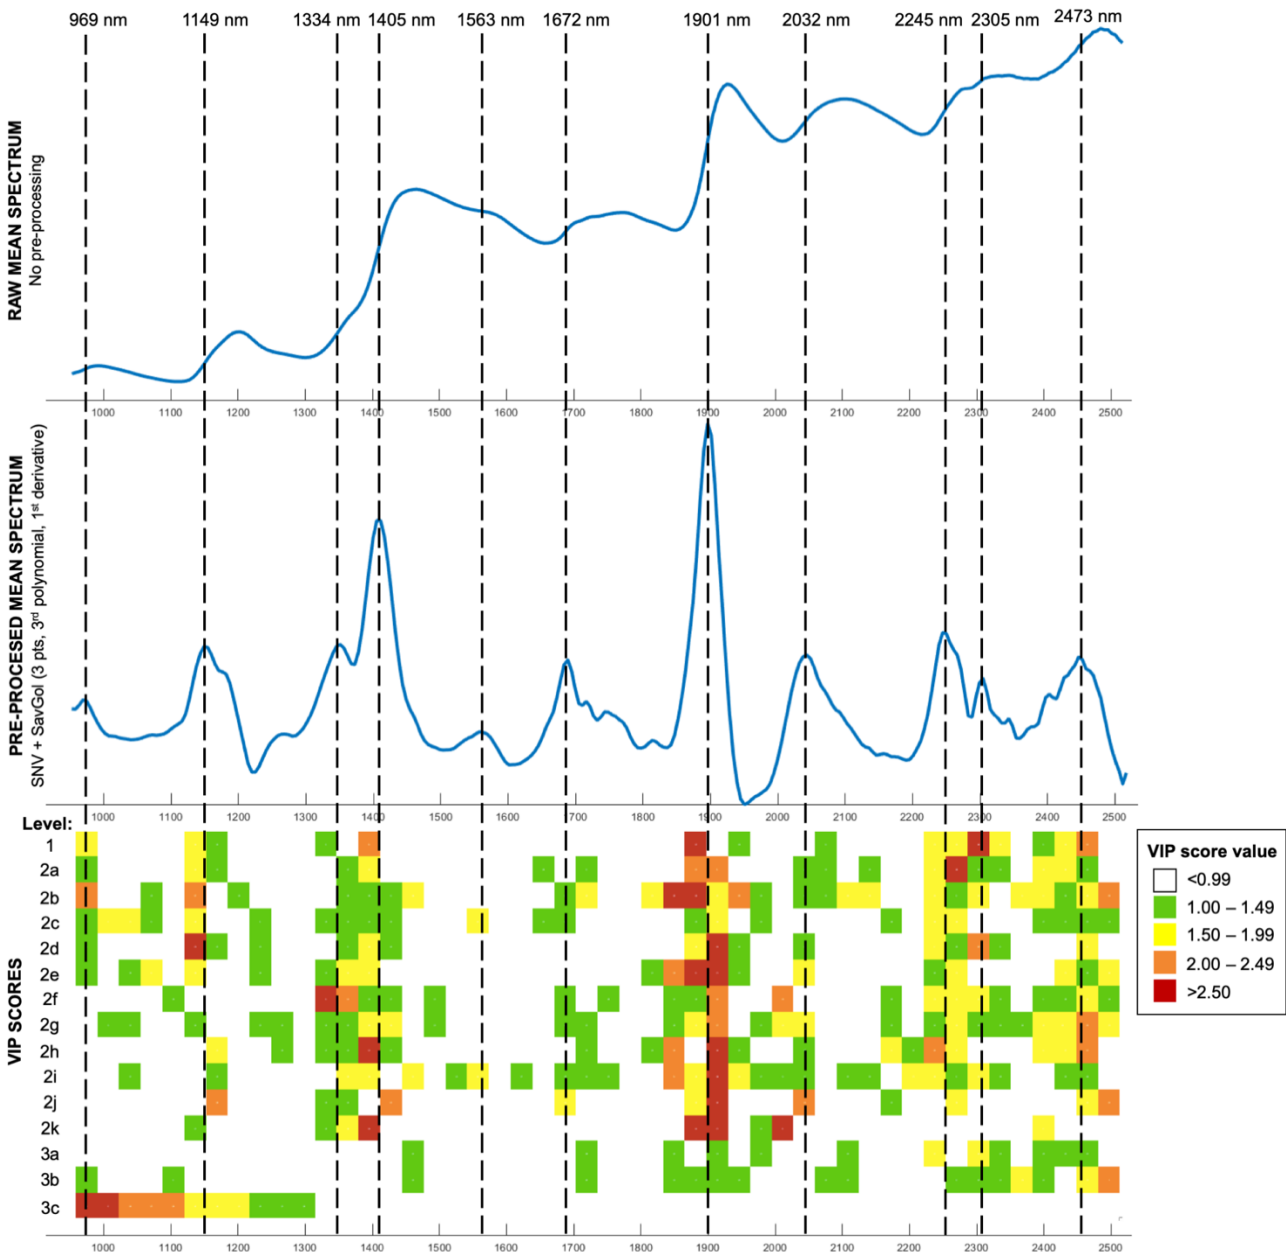 969 nm 1149 nm 1334 nm 1405 nm 1563 nm 1672 nm 1901 nm 2032 nm 2245 nm 2305 nm 2473 nm
RAW MEAN SPECTRUM
No pre-processing
1000 1100 1200 1300 1400 1500 1600 1700 1800 1900 2000 2100 2200 2300 2400 2500
PRE-PROCESED MEAN SPECTRUM
SNV + SavGol (3 pts, 3rd polynomial, 1st derivative)
1000 1100 1200 1300 1400 1500 1600 1700 1800 1900 2000 2100 2200 2300 2400 2500
Level:
VIP SCORES
1
2a
2b
2c
2d
2e
2f
2g
2h
2i
2j
2k
3a
3b
3c
1000 1100 1200 1300 1400 1500 1600 1700 1800 1900 2000 2100 2200 2300 2400 2500
VIP score value
<0.99
1.00 – 1.49
1.50 – 1.99
2.00 – 2.49
>2.50